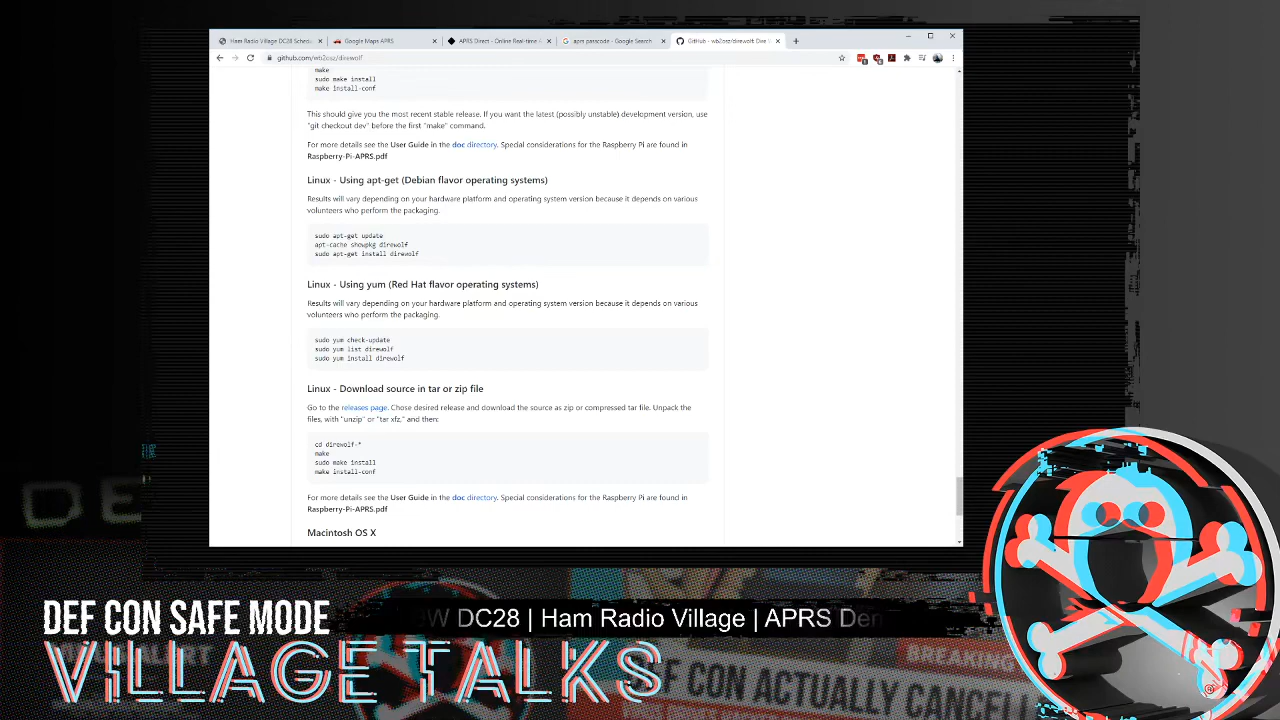 Ham Radio Village DC28 Schedu
Google Maps APRS
APRS Direct - Online Real-time A
aprs passcode - Google Search
GitHub - wb2osz/direwolf: Dire
github.com/wb2osz/direwolf
make
sudo make install
make install-conf
This should give you the most recent stable release. If you want the latest (possibly unstable) development version, use
"git checkout dev" before the first "make" command.
For more details see the User Guide in the doc directory. Special considerations for the Raspberry Pi are found in
Raspberry-Pi-APRS.pdf
Linux - Using apt-get (Debian flavor operating systems)
Results will vary depending on your hardware platform and operating system version because it depends on various
volunteers who perform the packaging.
sudo apt-get update
apt-cache showpkg direwolf
sudo apt-get install direwolf
Linux - Using yum (Red Hat flavor operating systems)
Results will vary depending on your hardware platform and operating system version because it depends on various
volunteers who perform the packaging.
sudo yum check-update
sudo yum list direwolf
sudo yum install direwolf
Linux - Download source in tar or zip file
Go to the releases page. Chose desired release and download the source as zip or compressed tar file. Unpack the
files, with "unzip" or "tar xfz," and then:
cd direwolf-*
make
sudo make install
make install-conf
For more details see the User Guide in the doc directory. Special considerations for the Raspberry Pi are found in
Raspberry-Pi-APRS.pdf
Macintosh OS X
DEF CON SAFE MODE
W DC28 | Ham Radio Village | APRS Dem
VILLAGE TALKS
BREAKING
DEF CON ACTUALLY CANCEL